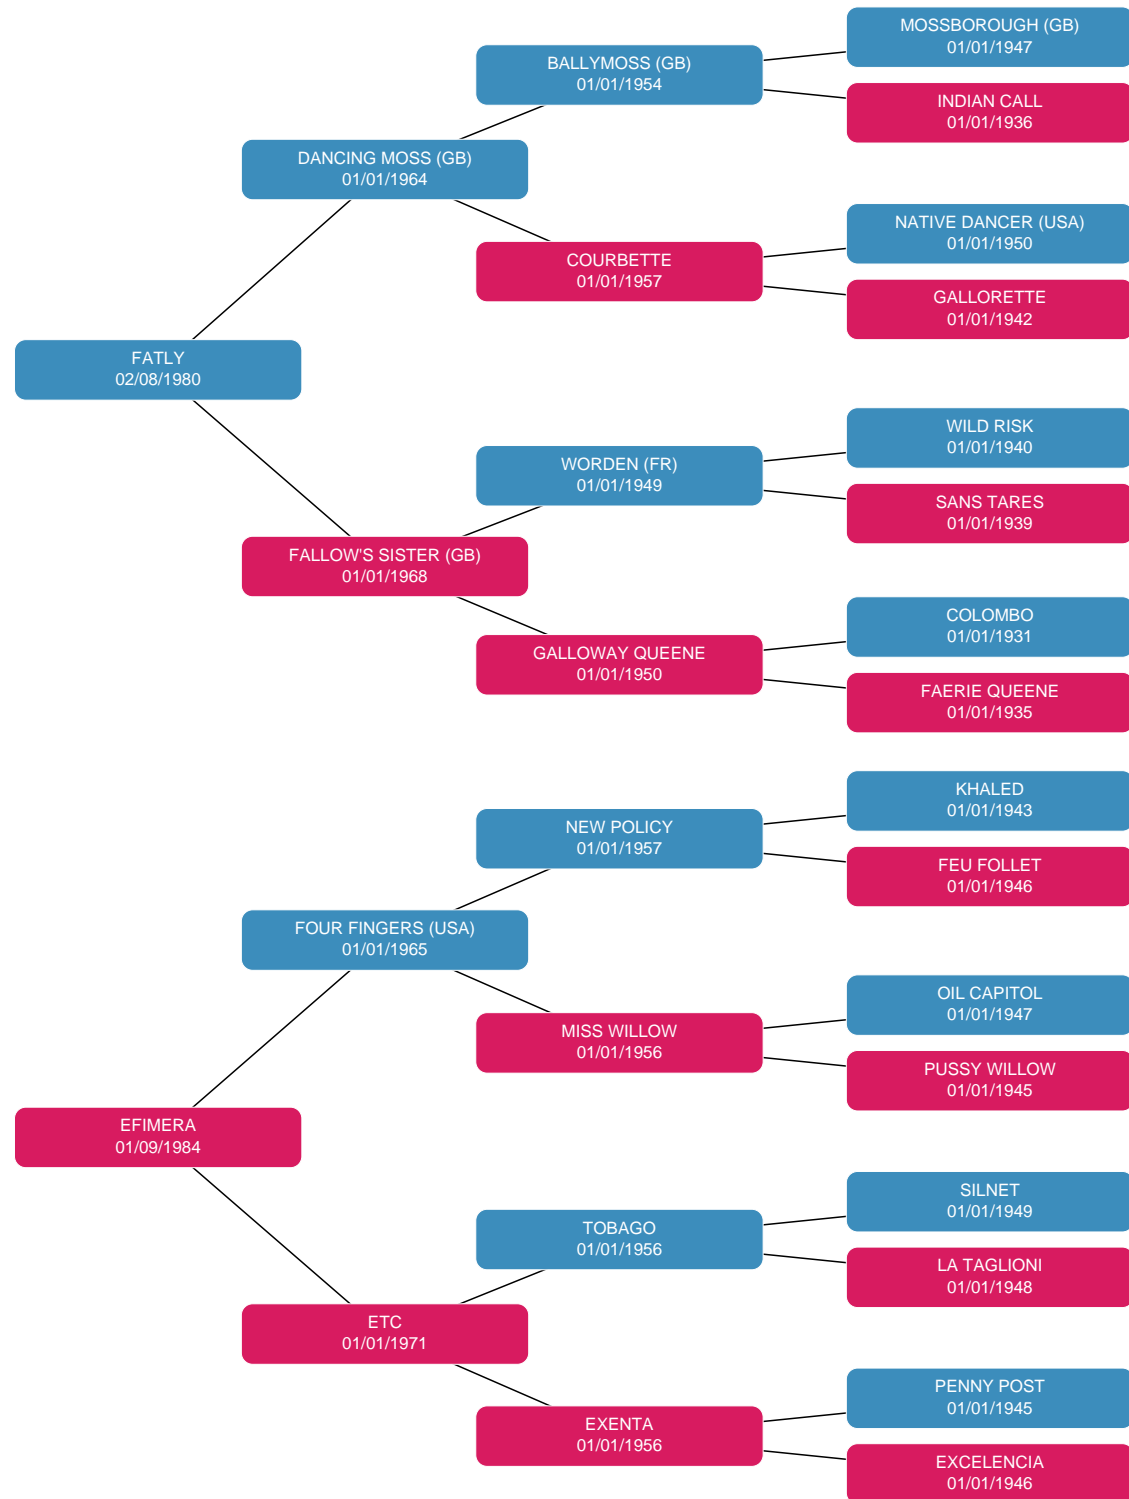 MOSSBOROUGH (GB)
01/01/1947
BALLYMOSS (GB)
01/01/1954
INDIAN CALL
01/01/1936
DANCING MOSS (GB)
01/01/1964
NATIVE DANCER (USA)
01/01/1950
COURBETTE
01/01/1957
GALLORETTE
01/01/1942
FATLY
02/08/1980
WILD RISK
01/01/1940
WORDEN (FR)
01/01/1949
SANS TARES
01/01/1939
FALLOW'S SISTER (GB)
01/01/1968
COLOMBO
01/01/1931
GALLOWAY QUEENE
01/01/1950
FAERIE QUEENE
01/01/1935
KHALED
01/01/1943
NEW POLICY
01/01/1957
FEU FOLLET
01/01/1946
FOUR FINGERS (USA)
01/01/1965
OIL CAPITOL
01/01/1947
MISS WILLOW
01/01/1956
PUSSY WILLOW
01/01/1945
EFIMERA
01/09/1984
SILNET
01/01/1949
TOBAGO
01/01/1956
LA TAGLIONI
01/01/1948
ETC
01/01/1971
PENNY POST
01/01/1945
EXENTA
01/01/1956
EXCELENCIA
01/01/1946